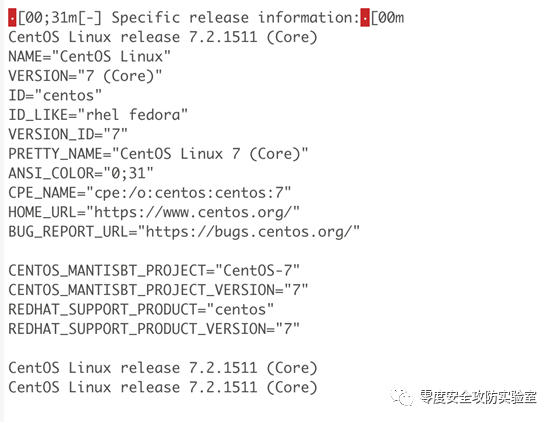 [00;31m[-] Specific release information:[00m
CentOS Linux release 7.2.1511 (Core)
NAME="CentOS Linux"
VERSION="7 (Core)"
ID="centos"
ID_LIKE="rhel fedora"
VERSION_ID="7"
PRETTY_NAME="CentOS Linux 7 (Core)"
ANSI_COLOR="0;31"
CPE_NAME="cpe:/o:centos:centos:7"
HOME_URL="https://www.centos.org/"
BUG_REPORT_URL="https://bugs.centos.org/"
CENTOS_MANTISBT_PROJECT="CentOS-7"
CENTOS_MANTISBT_PROJECT_VERSION="7"
REDHAT_SUPPORT_PRODUCT="centos"
REDHAT_SUPPORT_PRODUCT_VERSION="7"
CentOS Linux release 7.2.1511 (Core)
CentOS Linux release 7.2.1511 (Core)
零度安全攻防实验室